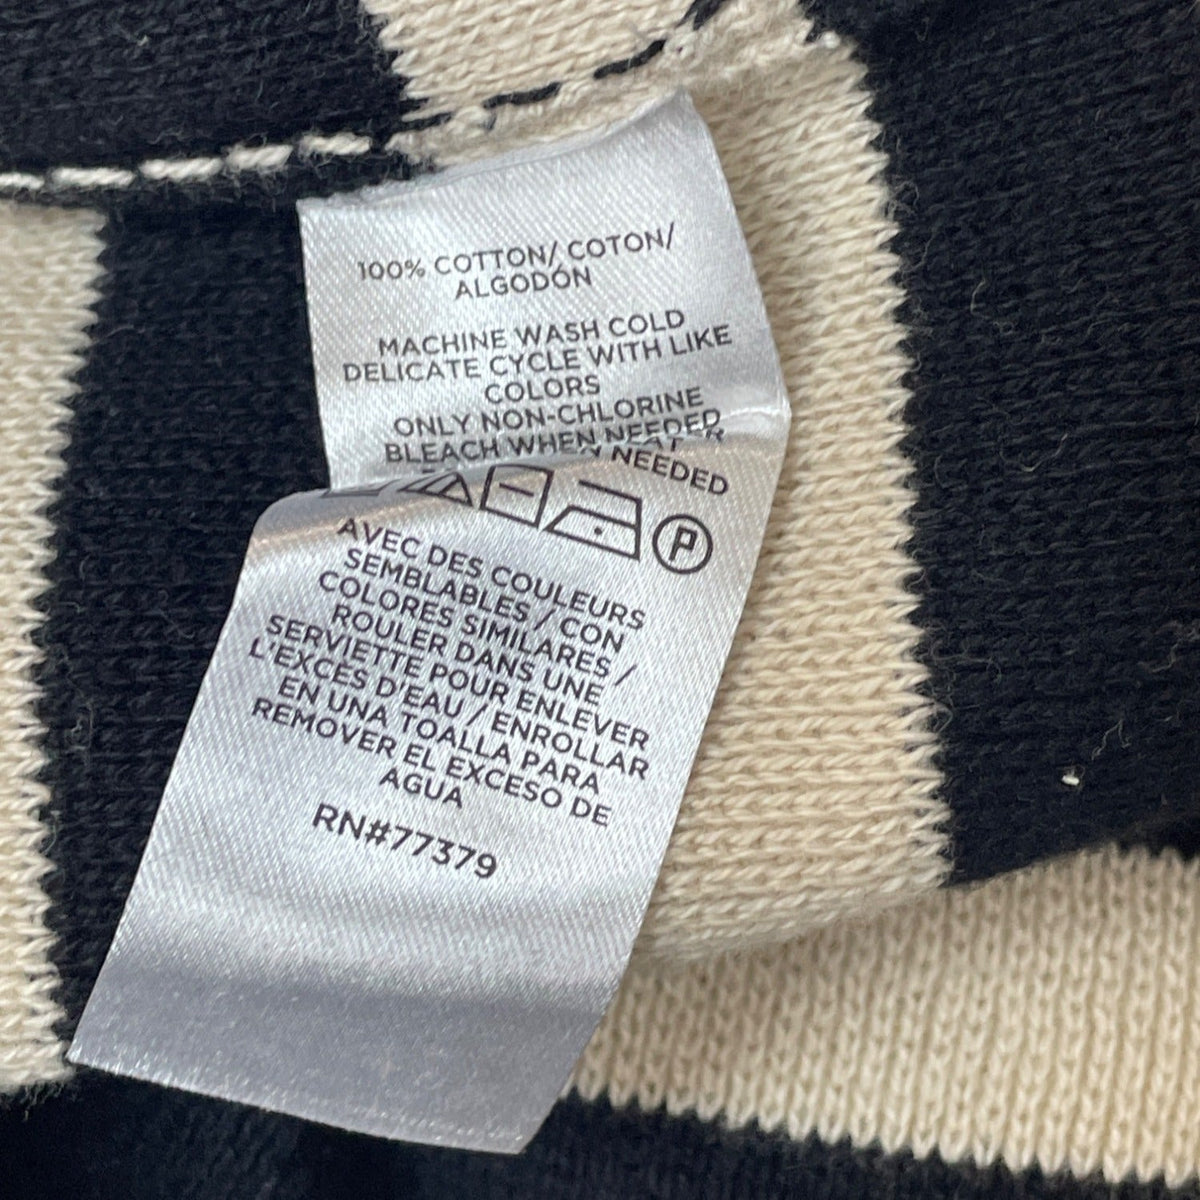 100% COTTON/ COTON/
ALGODÓN
MACHINE WASH COLD
DELICATE CYCLE WITH LIKE
COLORS
ONLY NON-CHLORINE
BLEACH WHEN NEEDED
NEEDED
P
AVEC DES COULEURS
SEMBLABLES / CON
COLORES SIMILARES /
ROULER DANS UNE
SERVIETTE POUR ENLEVER
L'EXCÈS D'EAU / ENROLLAR
EN UNA TOALLA PARA
REMOVER EL EXCESO DE
AGUA
RN#77379